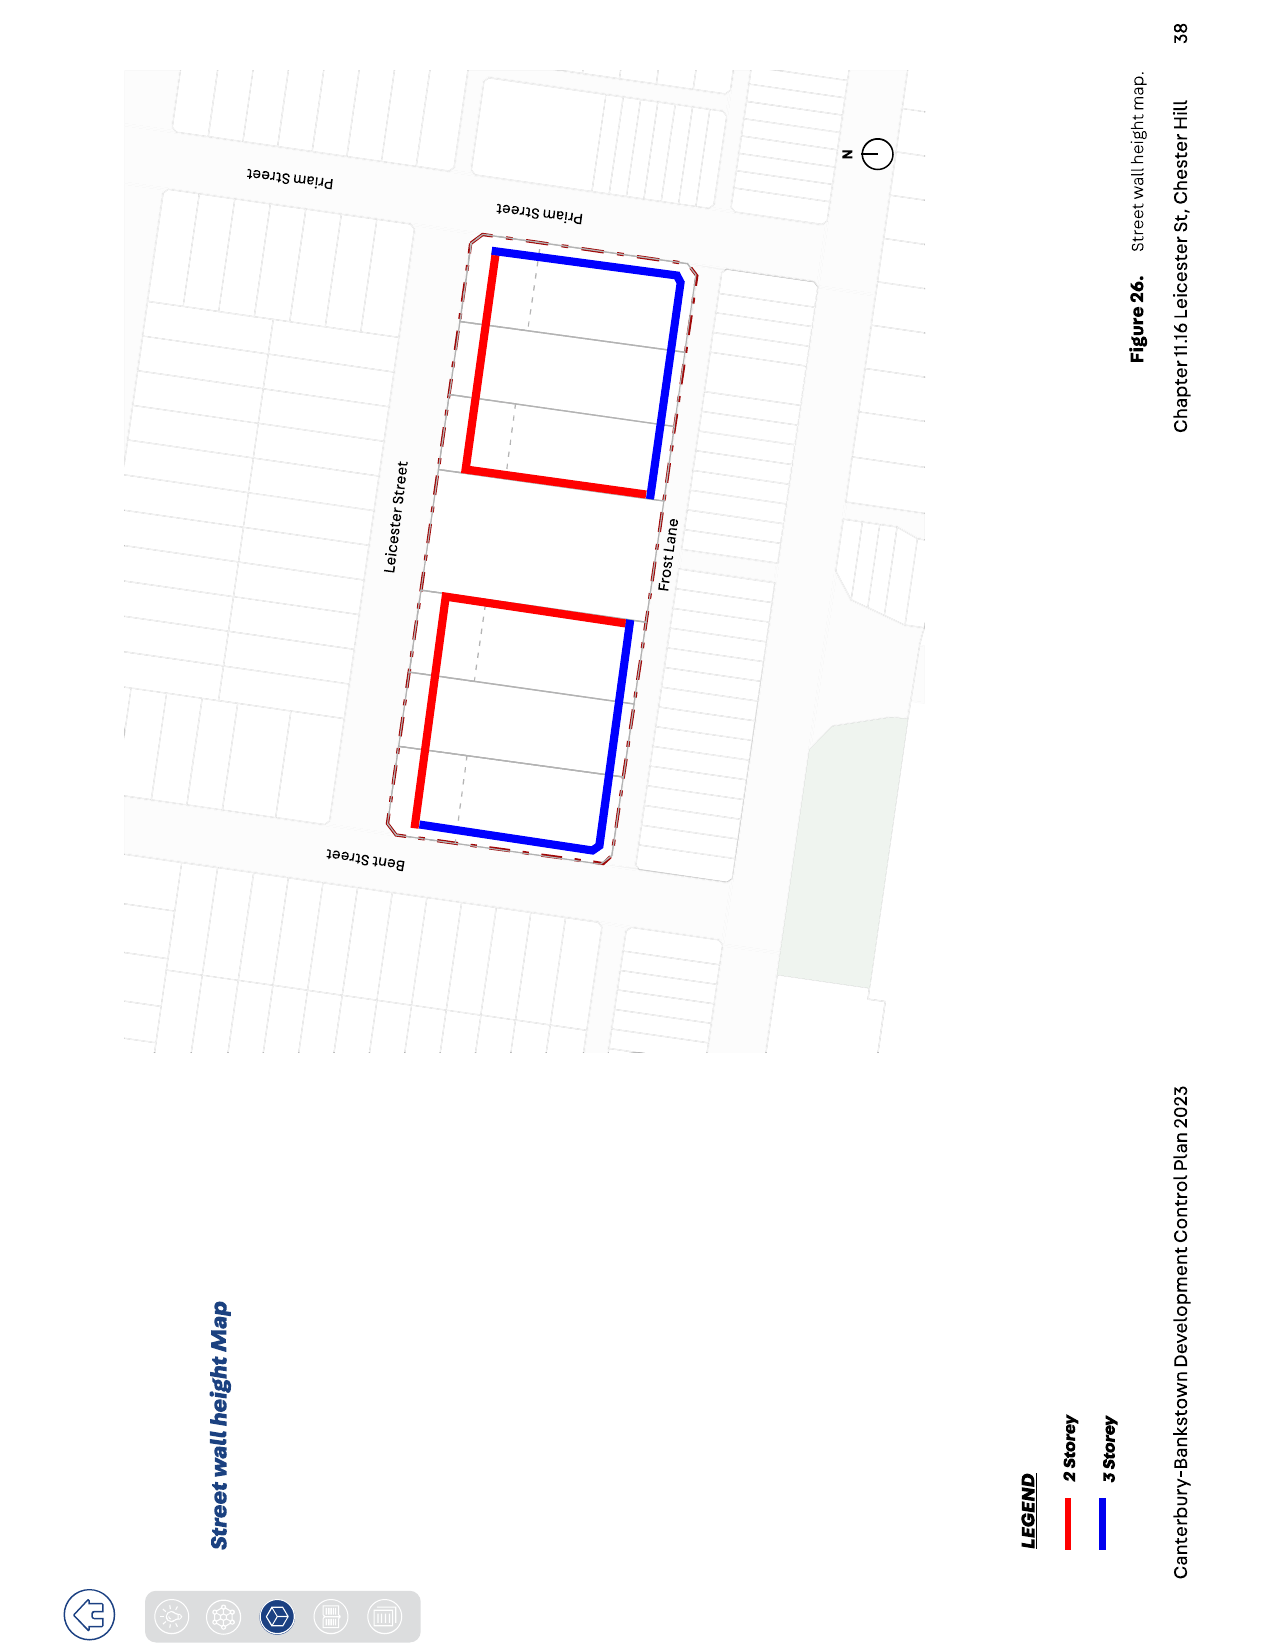 Street wall height Map
Priam Street
Priam Street
Leicester Street
Frost Lane
Bent Street
N
LEGEND
2 Storey
3 Storey
Figure 26. Street wall height map.
Canterbury-Bankstown Development Control Plan 2023
Chapter 11.16 Leicester St, Chester Hill 38